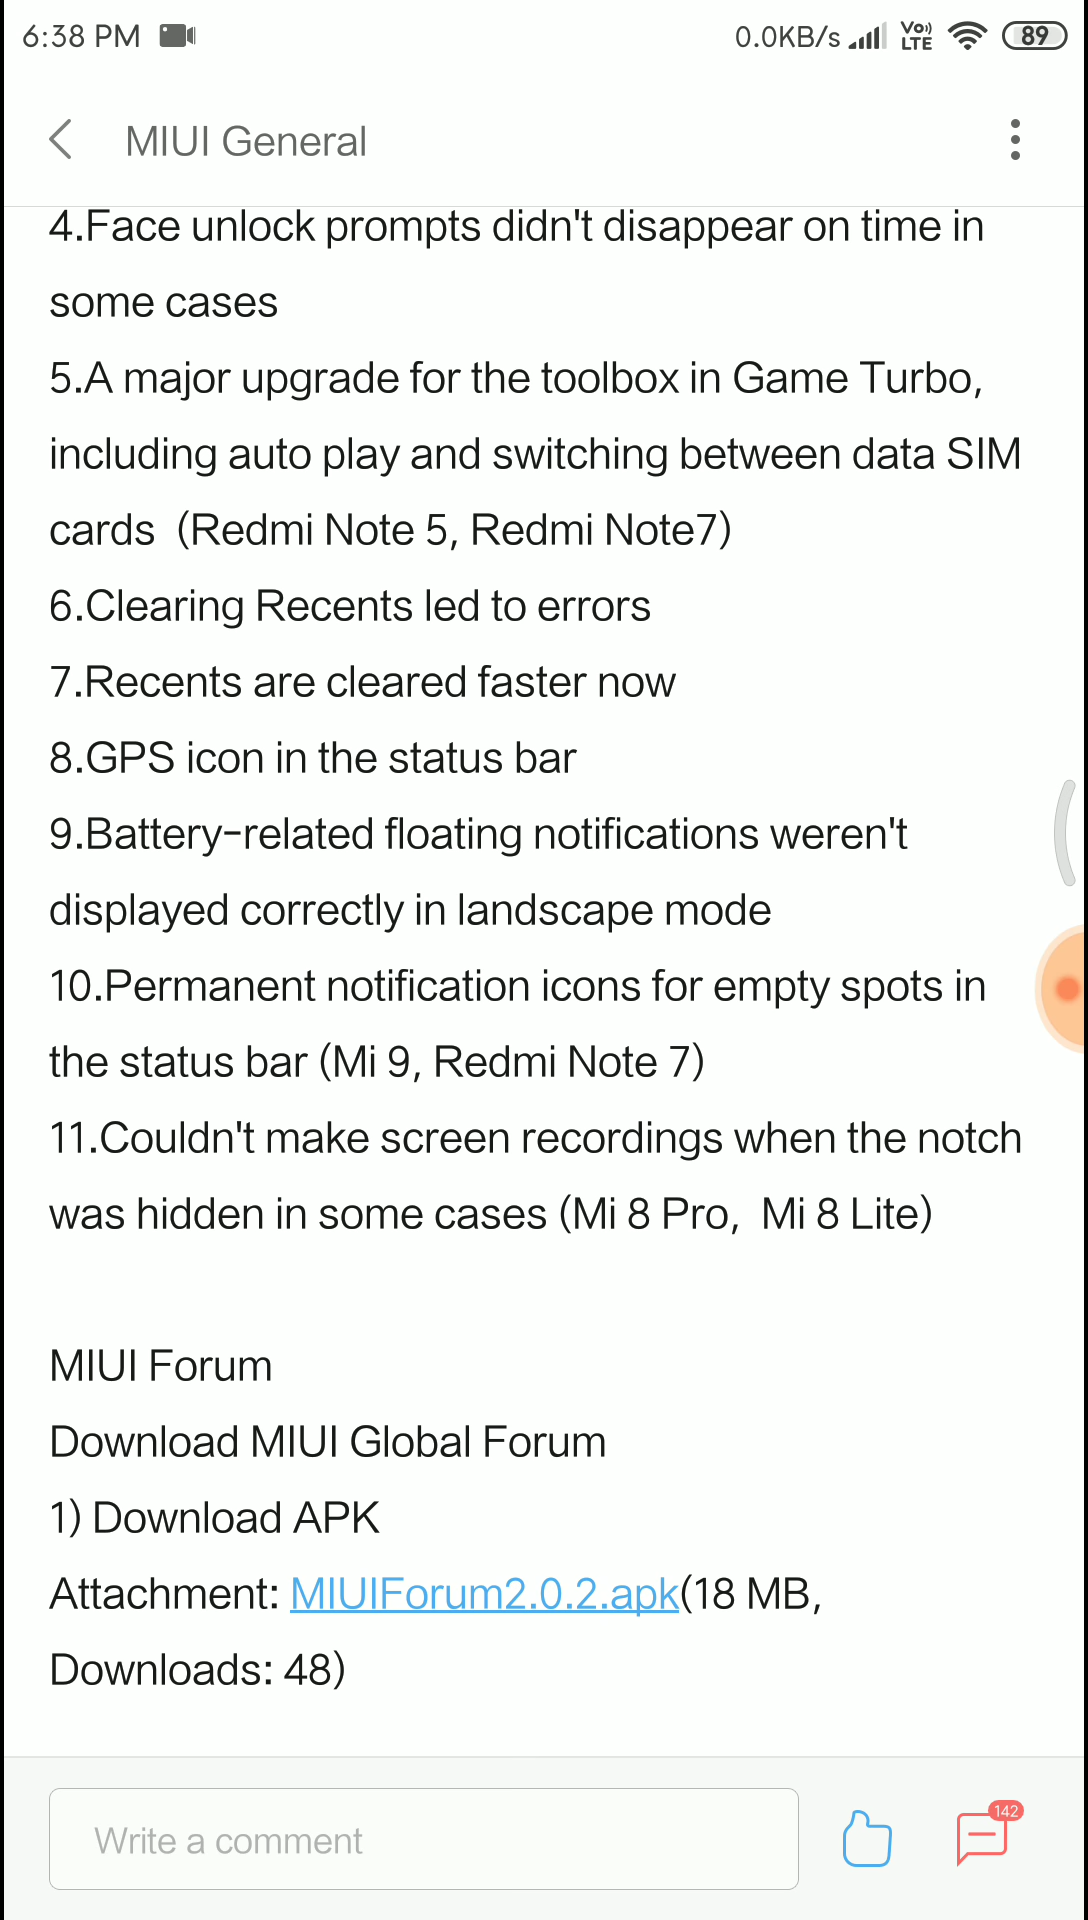 6:38 PM 0.0KB/s Vo)) LTE 89
MIUI General
4.Face unlock prompts didn't disappear on time in
some cases
5.A major upgrade for the toolbox in Game Turbo,
including auto play and switching between data SIM
cards  (Redmi Note 5, Redmi Note7)
6.Clearing Recents led to errors
7.Recents are cleared faster now
8.GPS icon in the status bar
9.Battery-related floating notifications weren't
displayed correctly in landscape mode
10.Permanent notification icons for empty spots in
the status bar (Mi 9, Redmi Note 7)
11.Couldn't make screen recordings when the notch
was hidden in some cases (Mi 8 Pro,  Mi 8 Lite)
MIUI Forum
Download MIUI Global Forum
1) Download APK
Attachment: MIUIForum2.0.2.apk(18 MB,
Downloads: 48)
Write a comment
142